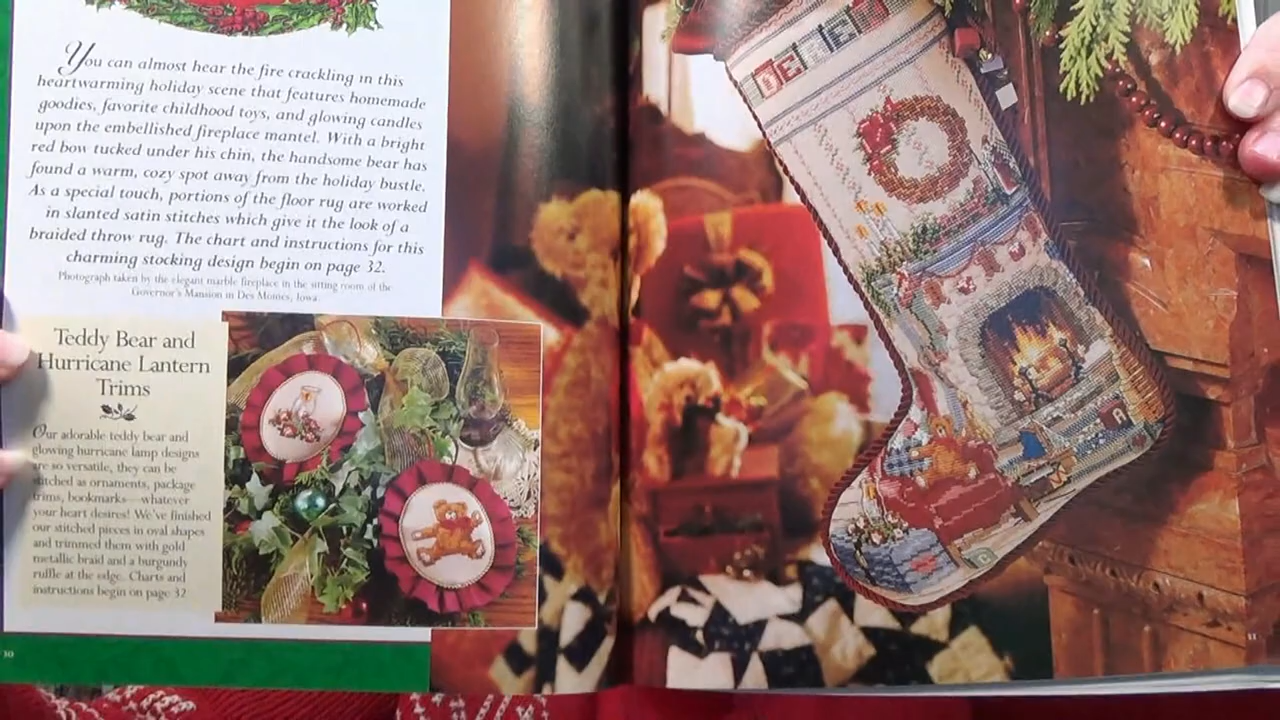 You can almost hear the fire crackling in this
heartwarming holiday scene that features homemade
goodies, favorite childhood toys, and glowing candles
upon the embellished fireplace mantel. With a bright
red bow tucked under his chin, the handsome bear has
found a warm, cozy spot away from the holiday bustle.
As a special touch, portions of the floor rug are worked
in slanted satin stitches which give it the look of a
braided throw rug. The chart and instructions for this
charming stocking design begin on page 32.
Photograph taken by the elegant marble fireplace in the sitting room of the
Governor's Mansion in Des Moines, Iowa.
Teddy Bear and
Hurricane Lantern
Trims
Our adorable teddy bear and
glowing hurricane lamp designs
are so versatile, they can be
stitched as ornaments, package
trims, bookmarks—whatever
your heart desires! We've finished
our stitched pieces in oval shapes
and trimmed them with gold
metallic braid and a burgundy
ruffle at the edge. Charts and
instructions begin on page 32
30